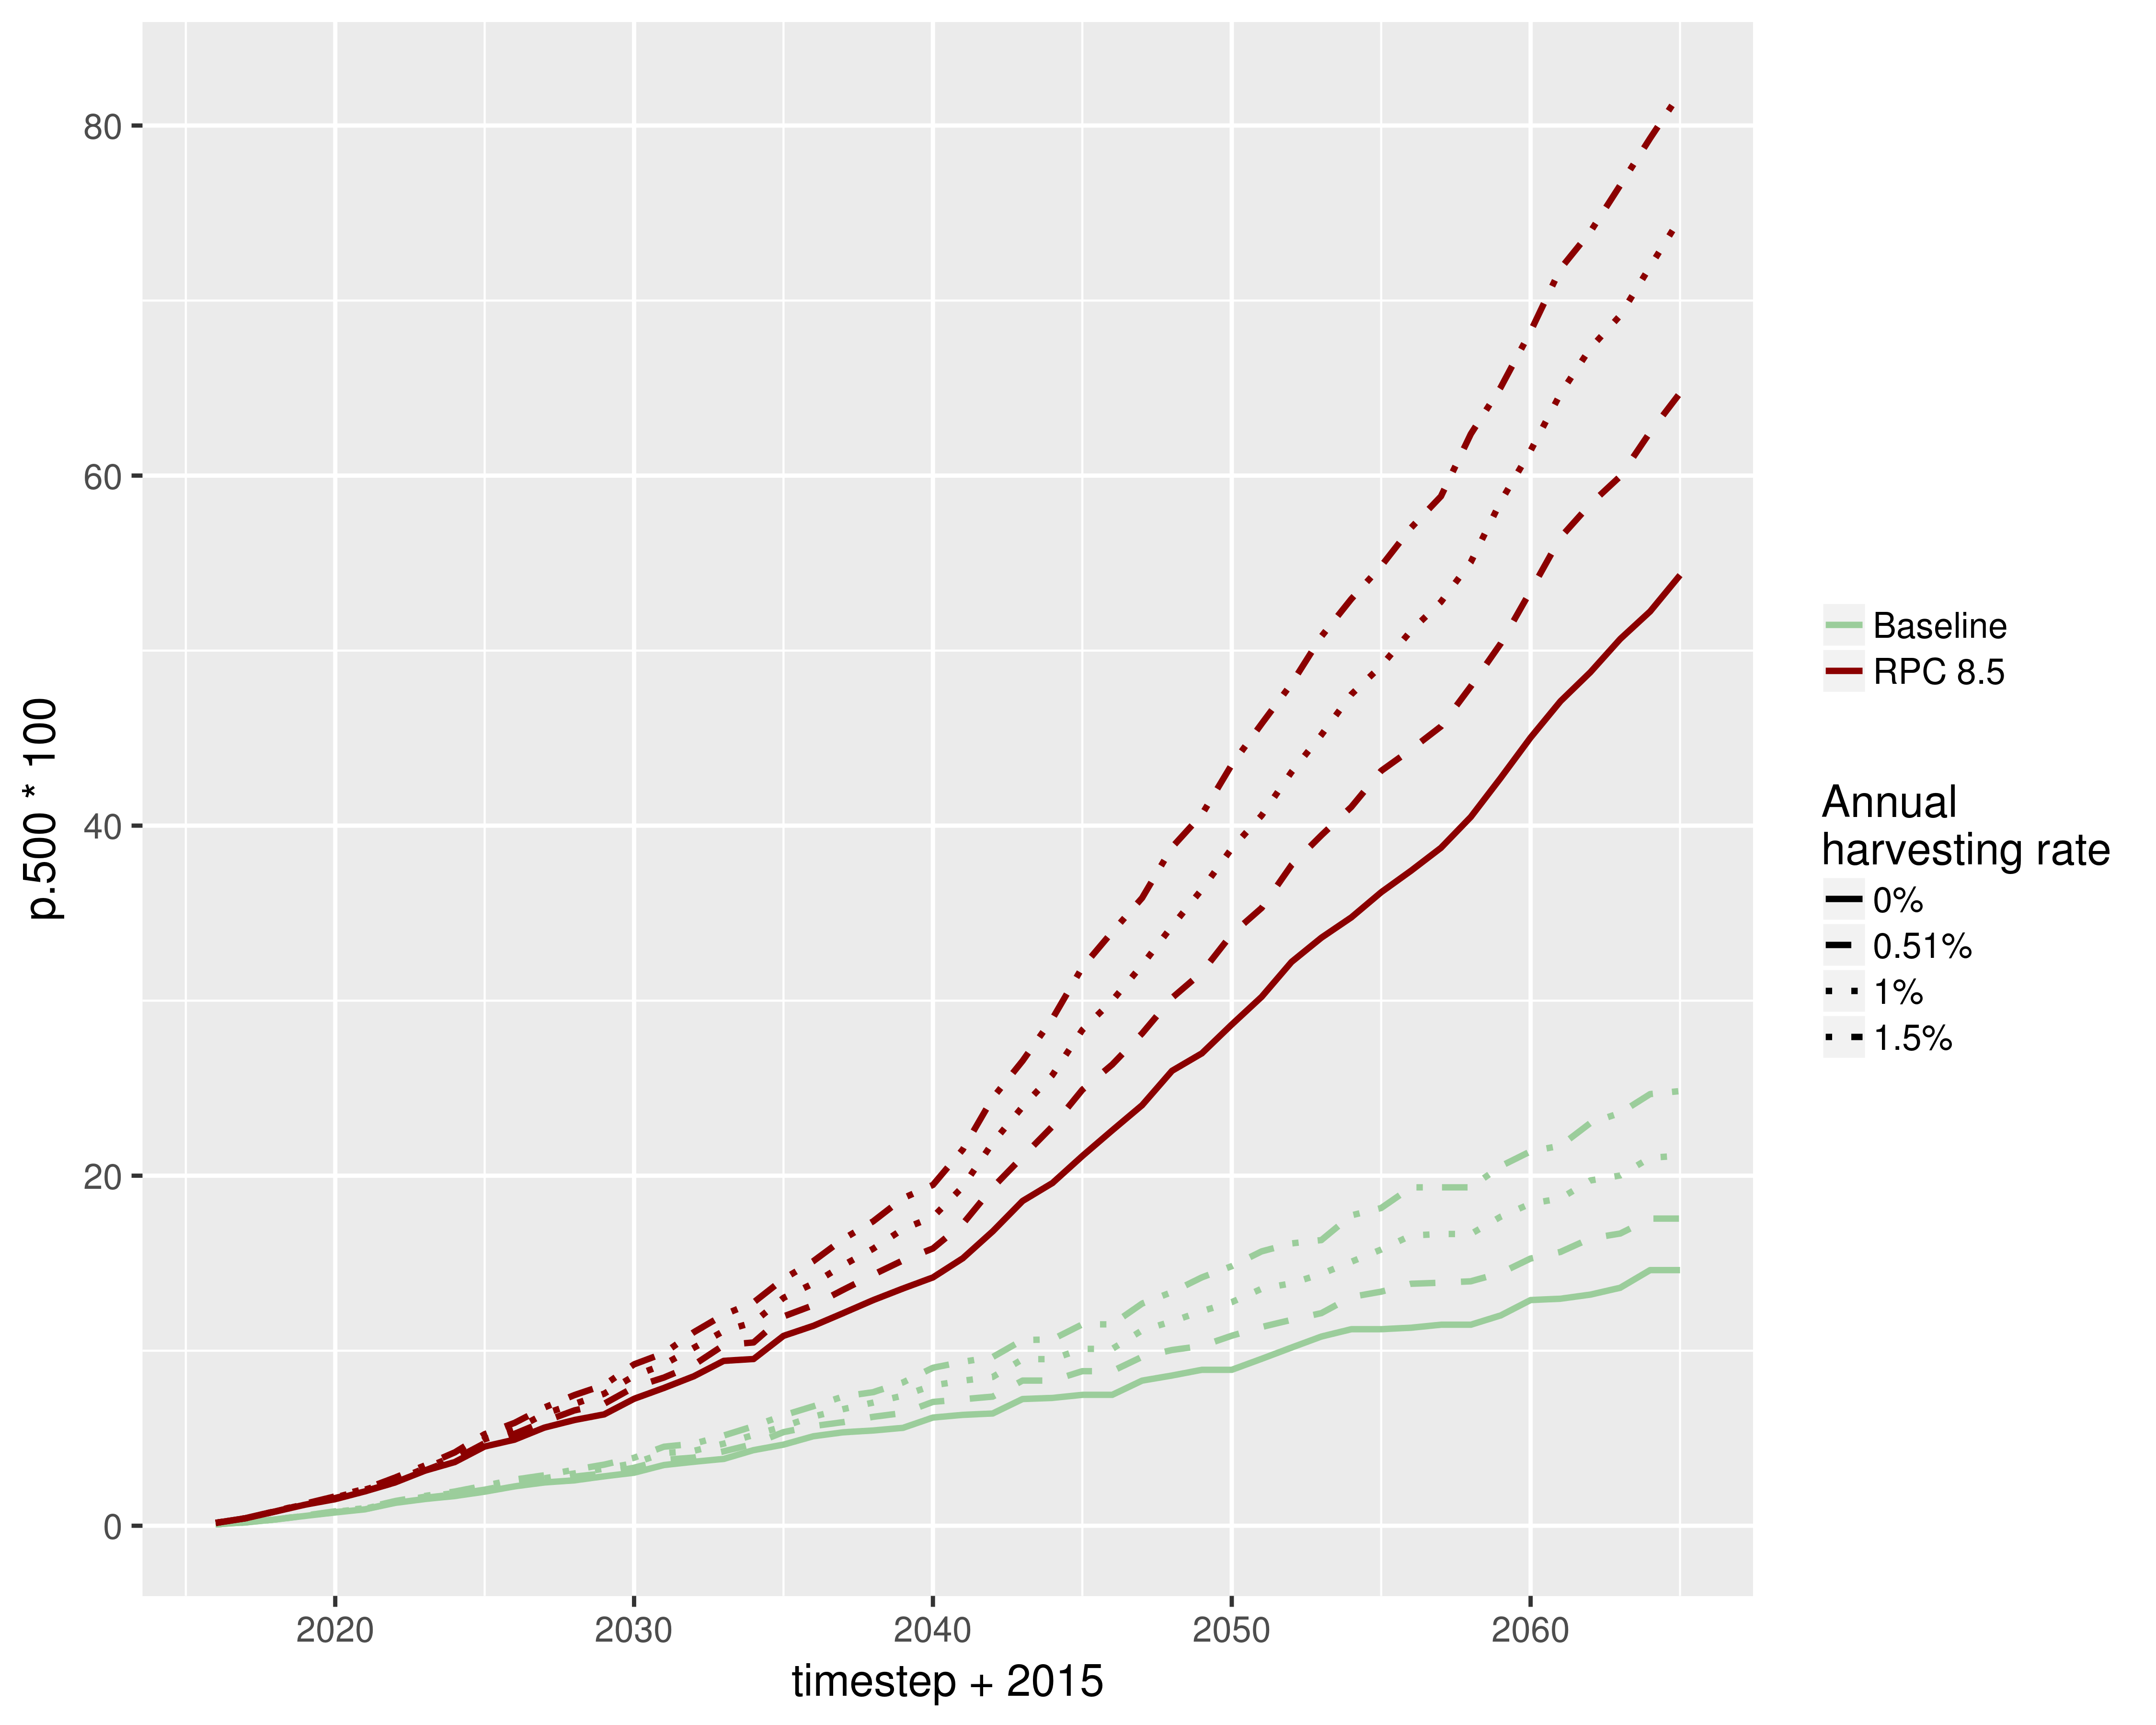 80
60
40
20
0
p.500 * 100
2020 2030 2040 2050 2060
timestep + 2015
Baseline
RPC 8.5
Annual
harvesting rate
0%
0.51%
1%
1.5%